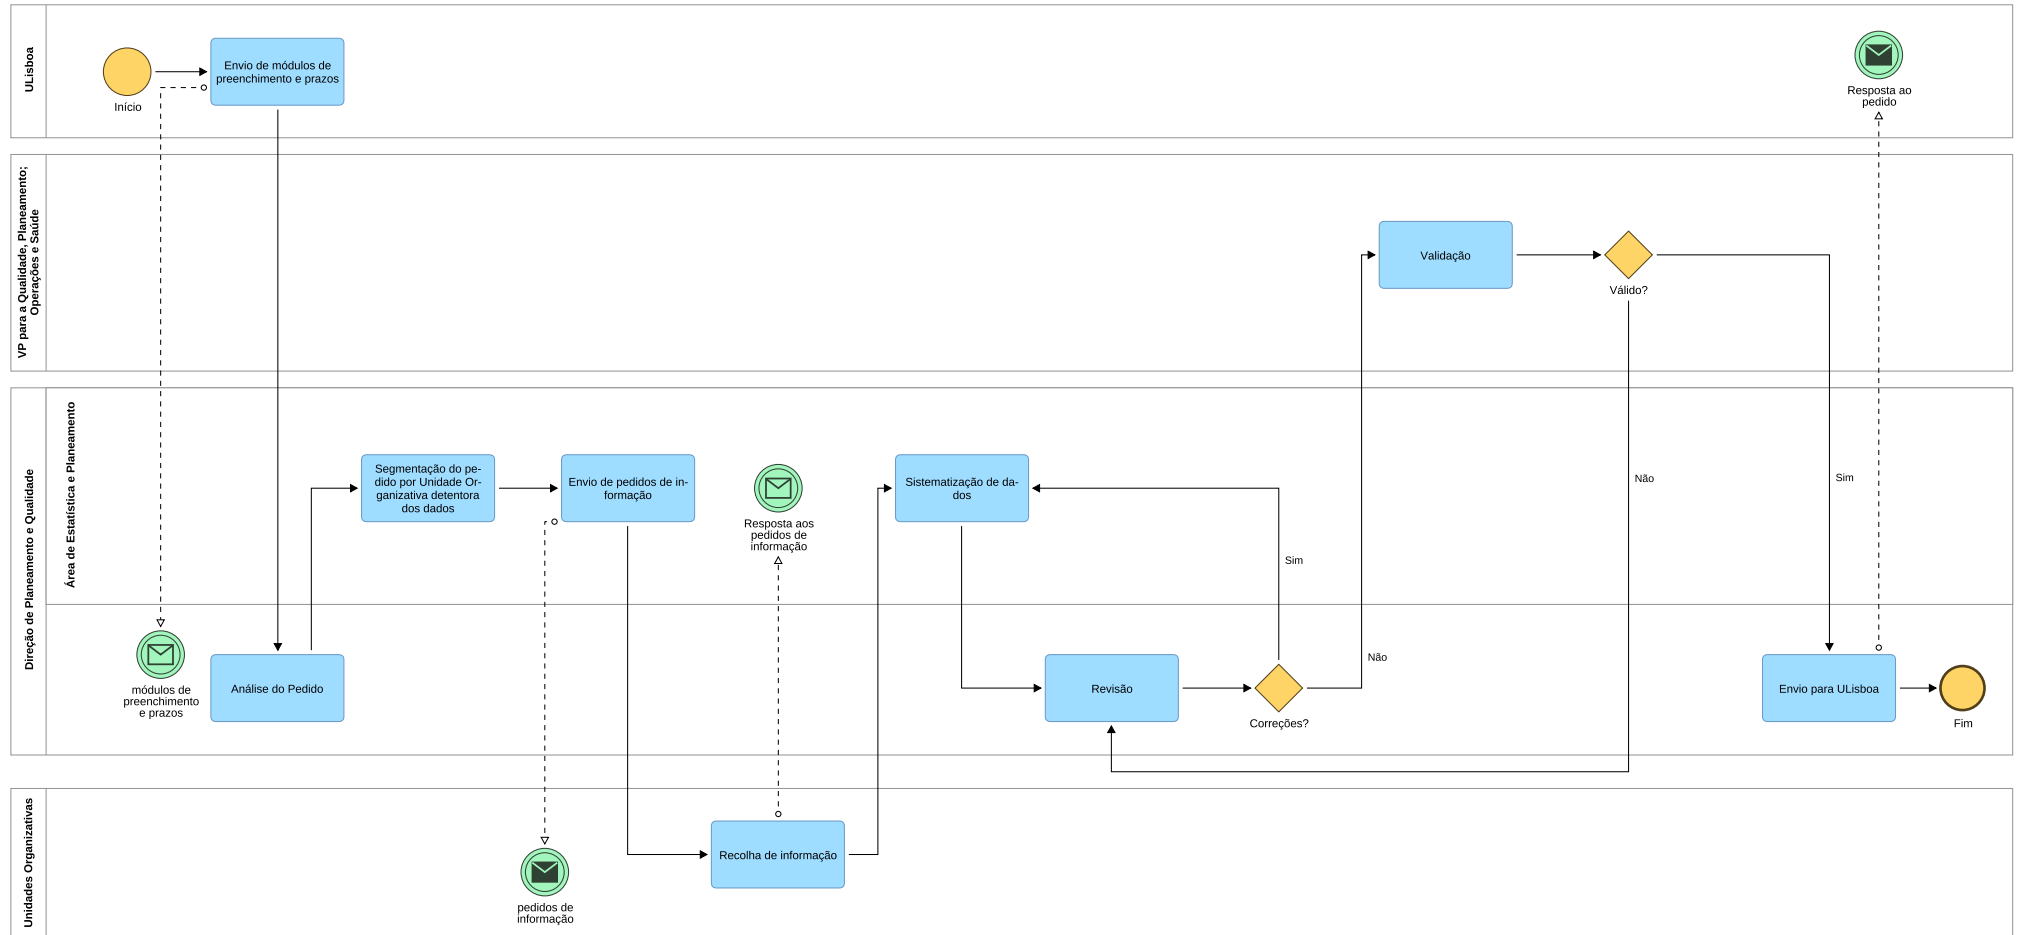 ULisboa
Início
Envio de módulos de
preenchimento e prazos
Resposta ao
pedido
VP para a Qualidade, Planeamento;
Operações e Saúde
Validação
Válido?
Não
Sim
Direção de Planeamento e Qualidade
Área de Estatística e Planeamento
Segmentação do pe-
dido por Unidade Or-
ganizativa detentora
dos dados
Envio de pedidos de in-
formação
Resposta aos
pedidos de
informação
Sistematização de da-
dos
Sim
módulos de
preenchimento
e prazos
Análise do Pedido
Revisão
Correções?
Não
Envio para ULisboa
Fim
Unidades Organizativas
pedidos de
informação
Recolha de informação